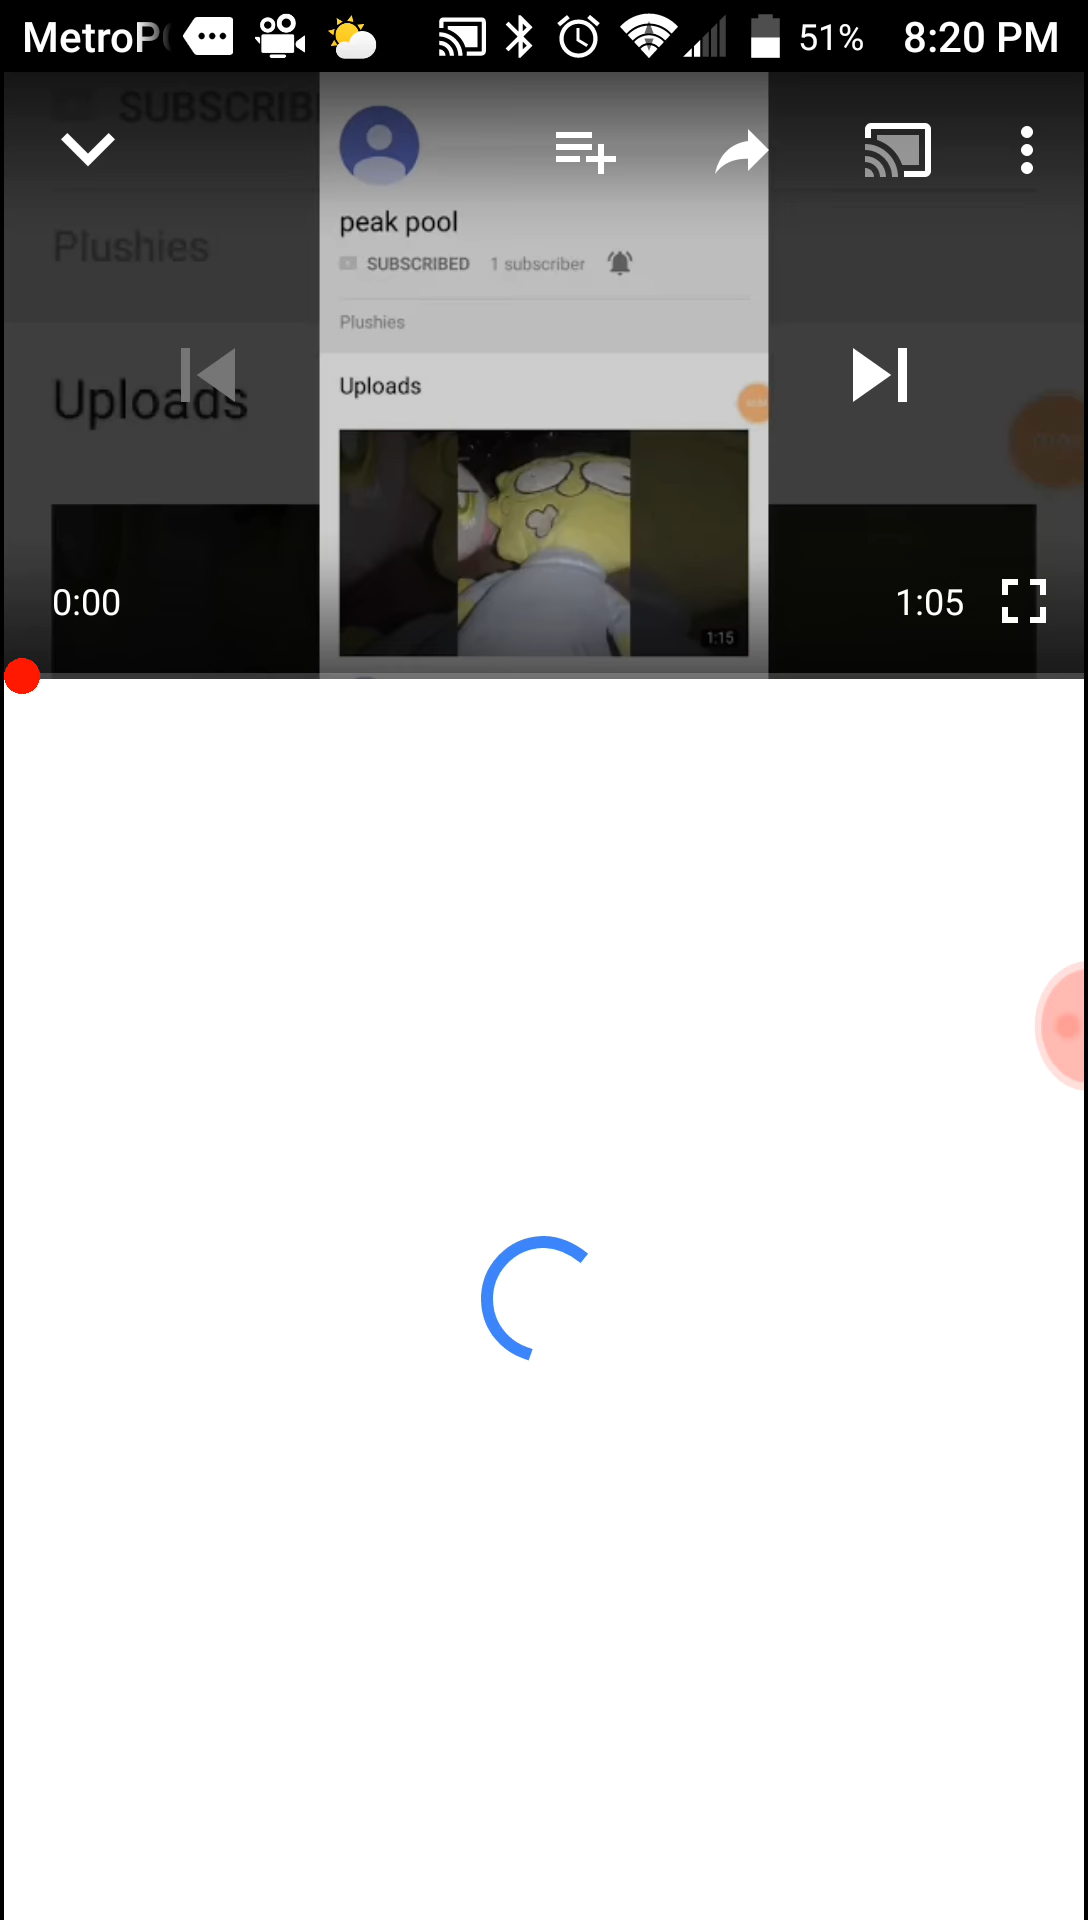 MetroP 51% 8:20 PM
SUBSCRIB
peak pool
Plushies
SUBSCRIBED 1 subscriber
Plushies
Uploads
Uploads
1:15
0:00 1:05